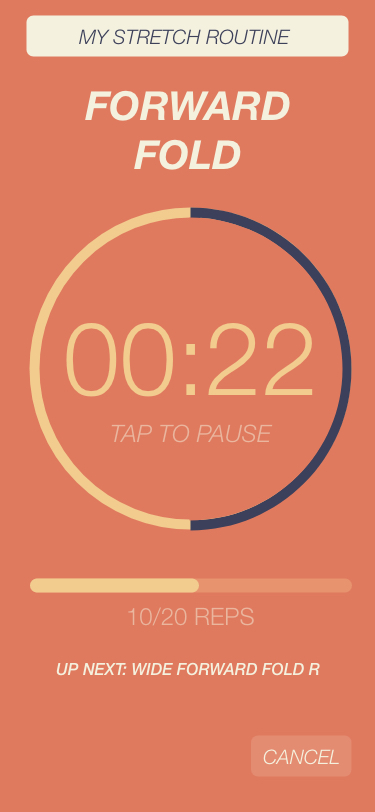 MY STRETCH ROUTINE
FORWARD
FOLD
00:22
TAP TO PAUSE
10/20 REPS
UP NEXT: WIDE FORWARD FOLD R
CANCEL